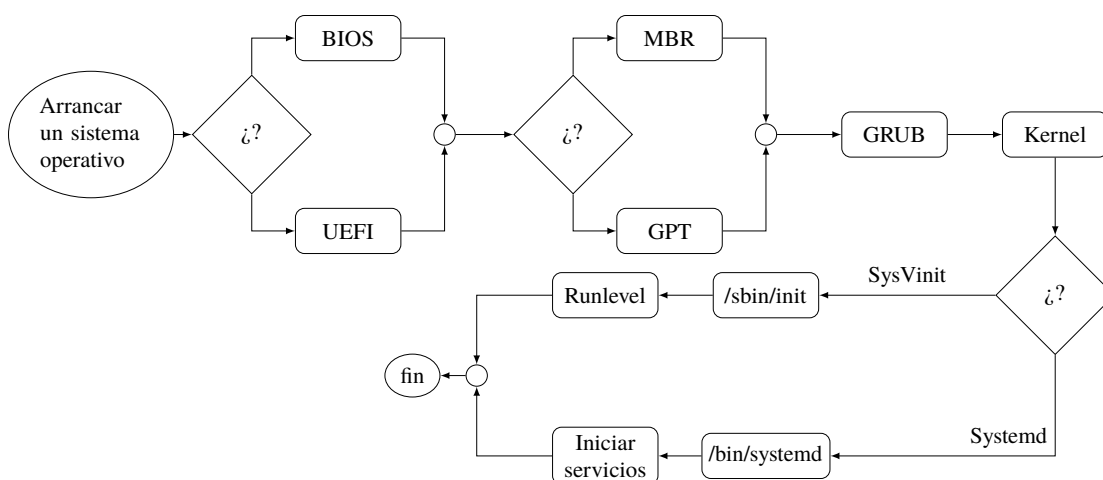 Arrancar
un sistema
operativo
¿?
BIOS
UEFI
¿?
MBR
GPT
GRUB
Kernel
¿?
SysVinit
/sbin/init
Runlevel
Systemd
/bin/systemd
Iniciar
servicios
fin